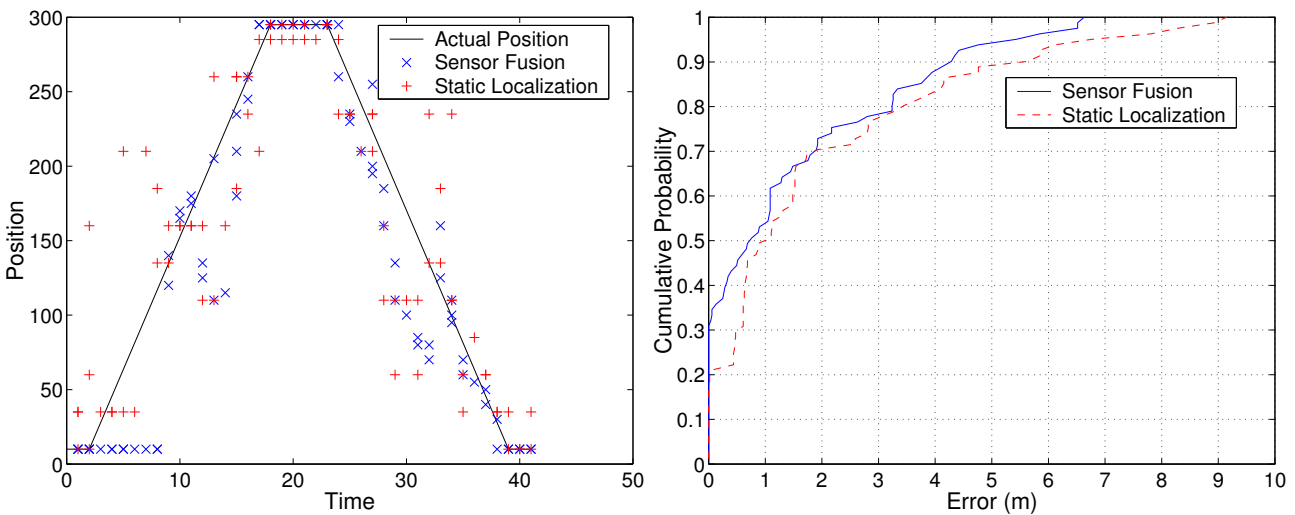 300
250
200
150
100
50
0
Position
0 10 20 30 40 50
Time
Actual Position
Sensor Fusion
Static Localization
1
0.9
0.8
0.7
0.6
0.5
0.4
0.3
0.2
0.1
0
Cumulative Probability
0 1 2 3 4 5 6 7 8 9 10
Error (m)
Sensor Fusion
Static Localization